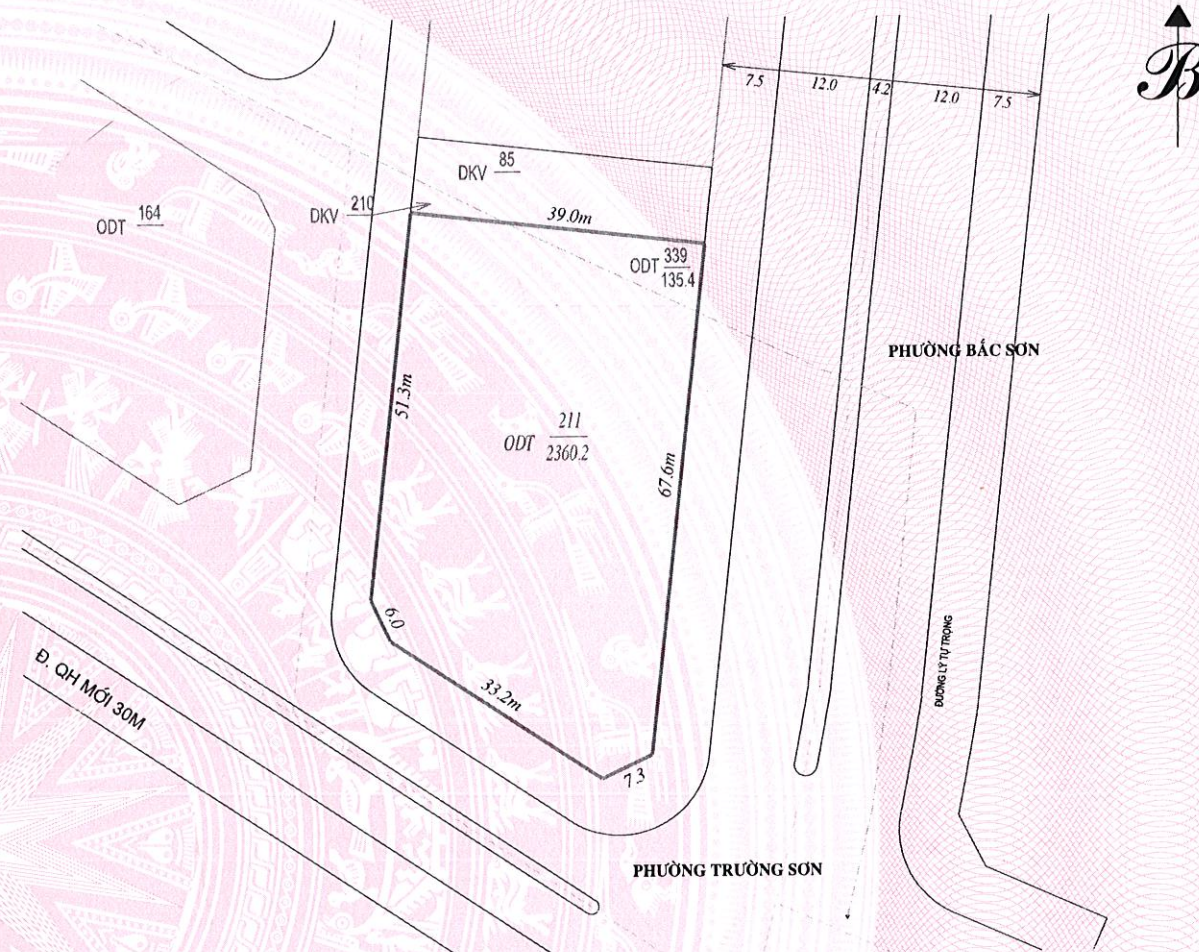 B
7.5 12.0 4.2 12.0 7.5
DKV 85
ODT 164
DKV 210
39.0m
ODT 339
135.4
PHƯỜNG BẮC SƠN
51.3m
ODT 211
2360.2
67.6m
6.0
ĐƯỜNG LÝ TỰ TRỌNG
Đ. QH MỚI 30M
33.2m
7.3
PHƯỜNG TRƯỜNG SƠN